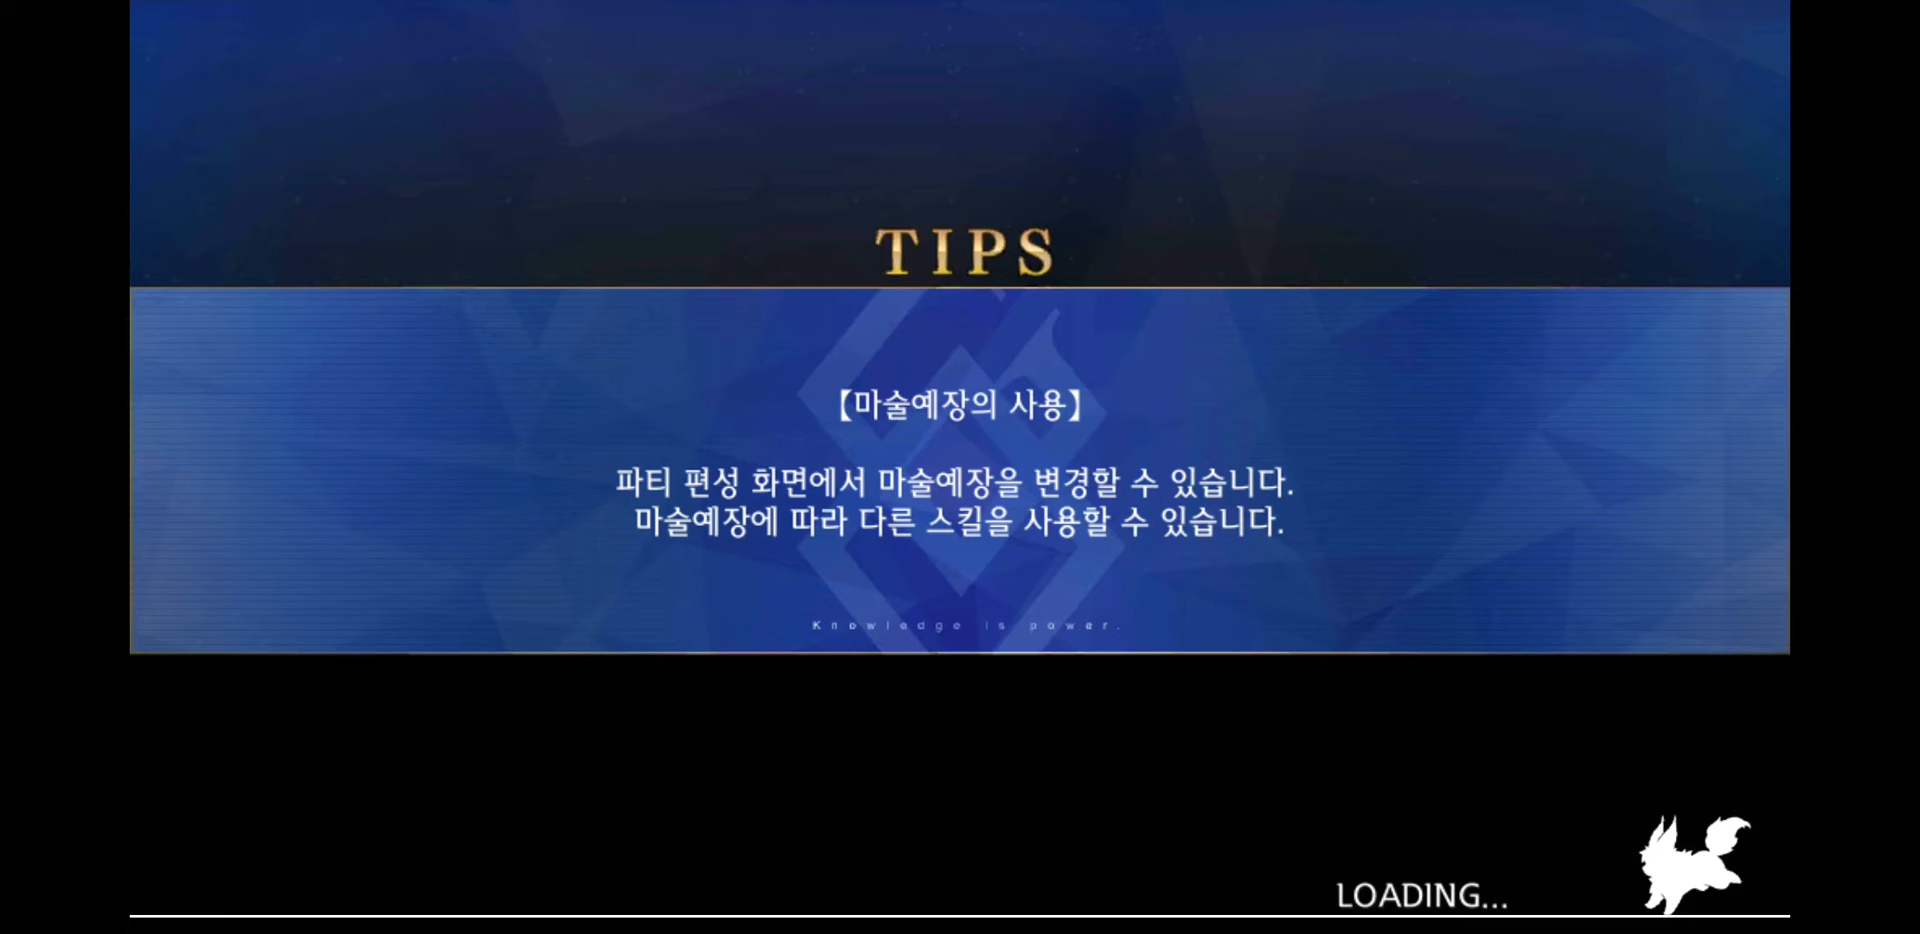 TIPS
【마술예장의 사용】
파티 편성 화면에서 마술예장을 변경할 수 있습니다.
마술예장에 따라 다른 스킬을 사용할 수 있습니다.
Knowledge is power.
LOADING...